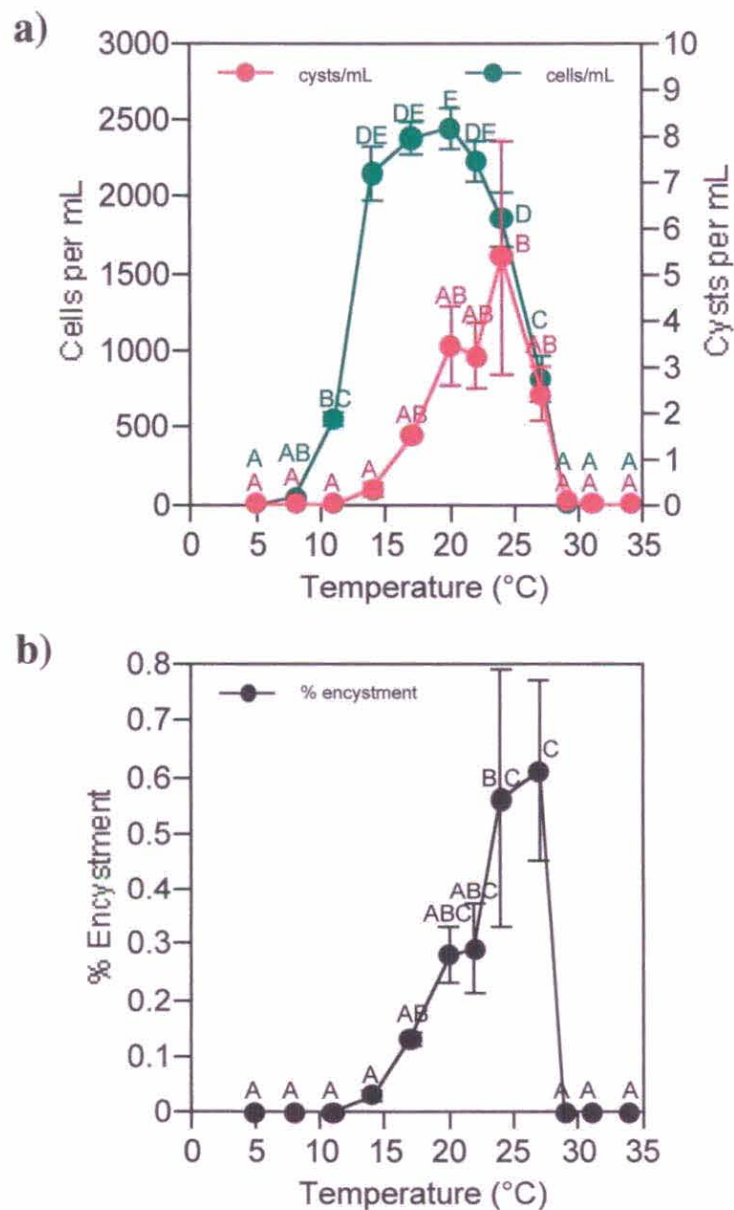 a)
3000
2500
2000
1500
1000
500
0
Cells per mL
cysts/mL
cells/mL
10
9
8
7
6
5
4
3
2
1
0
Cysts per mL
A
AB
BC
DE
DE
E
DE
D
C
A
A
A
A
A
A
A
AB
AB
AB
B
AB
A
A
A
0
5
10
15
20
25
30
35
Temperature (°C)
b)
0.8
0.7
0.6
0.5
0.4
0.3
0.2
0.1
0
% Encystment
% encystment
A
A
A
A
AB
ABC
ABC
BC
C
A
A
A
0
5
10
15
20
25
30
35
Temperature (°C)